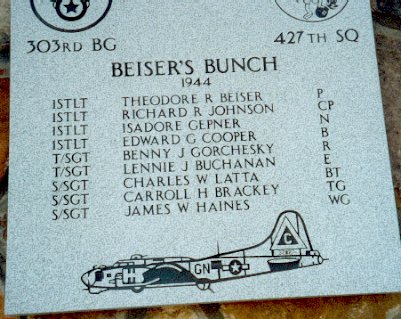 303RD BG 427TH SQ
BEISER'S BUNCH
1944
1STLT THEODORE R BEISER P
1STLT RICHARD R JOHNSON CP
1STLT ISADORE GEPNER N
1STLT EDWARD G COOPER B
T/SGT BENNY J GORCHESKY R
T/SGT LENNIE J BUCHANAN E
S/SGT CHARLES W LATTA BT
S/SGT CARROLL H BRACKEY TG
S/SGT JAMES W HAINES WG
C
GN